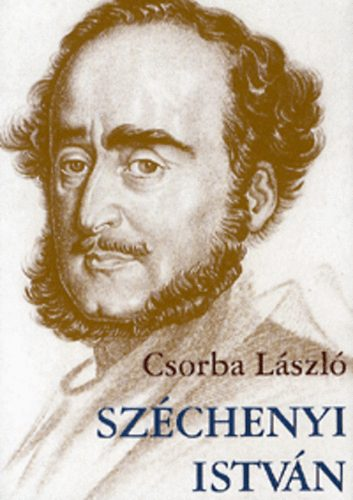 Csorba László
SZÉCHENYI
ISTVÁN